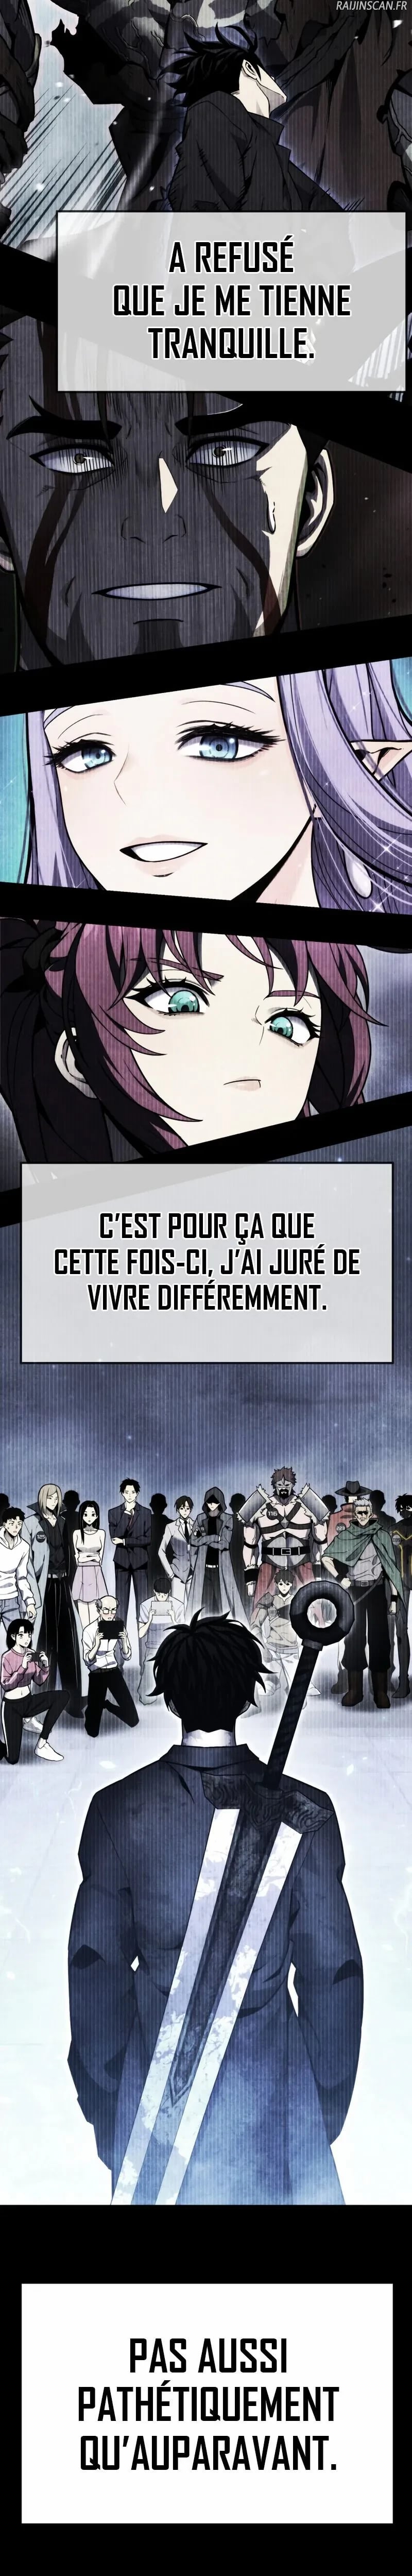 RAIJINSCAN.FR
A REFUSÉ
QUE JE ME TIENNE
TRANQUILLE.
C'EST POUR ÇA QUE
CETTE FOIS-CI, J'AI JURÉ DE
VIVRE DIFFÉREMMENT.
PAS AUSSI
PATHÉTIQUEMENT
QU'AUPARAVANT.